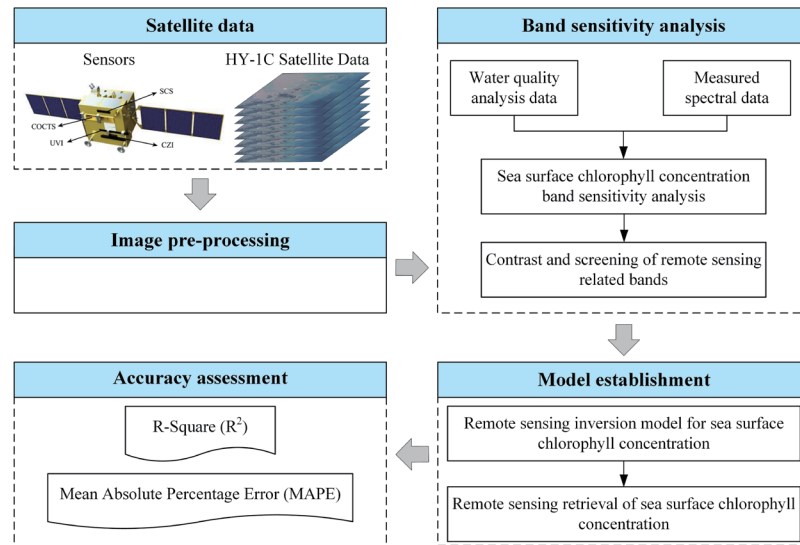 Satellite data
Sensors
HY-1C Satellite Data
SCS
COCTS
UVI
CZI
Image pre-processing
Band sensitivity analysis
Water quality
analysis data
Measured
spectral data
Sea surface chlorophyll concentration
band sensitivity analysis
Contrast and screening of remote sensing
related bands
Model establishment
Remote sensing inversion model for sea surface
chlorophyll concentration
Remote sensing retrieval of sea surface chlorophyll
concentration
Accuracy assessment
R-Square (R²)
Mean Absolute Percentage Error (MAPE)